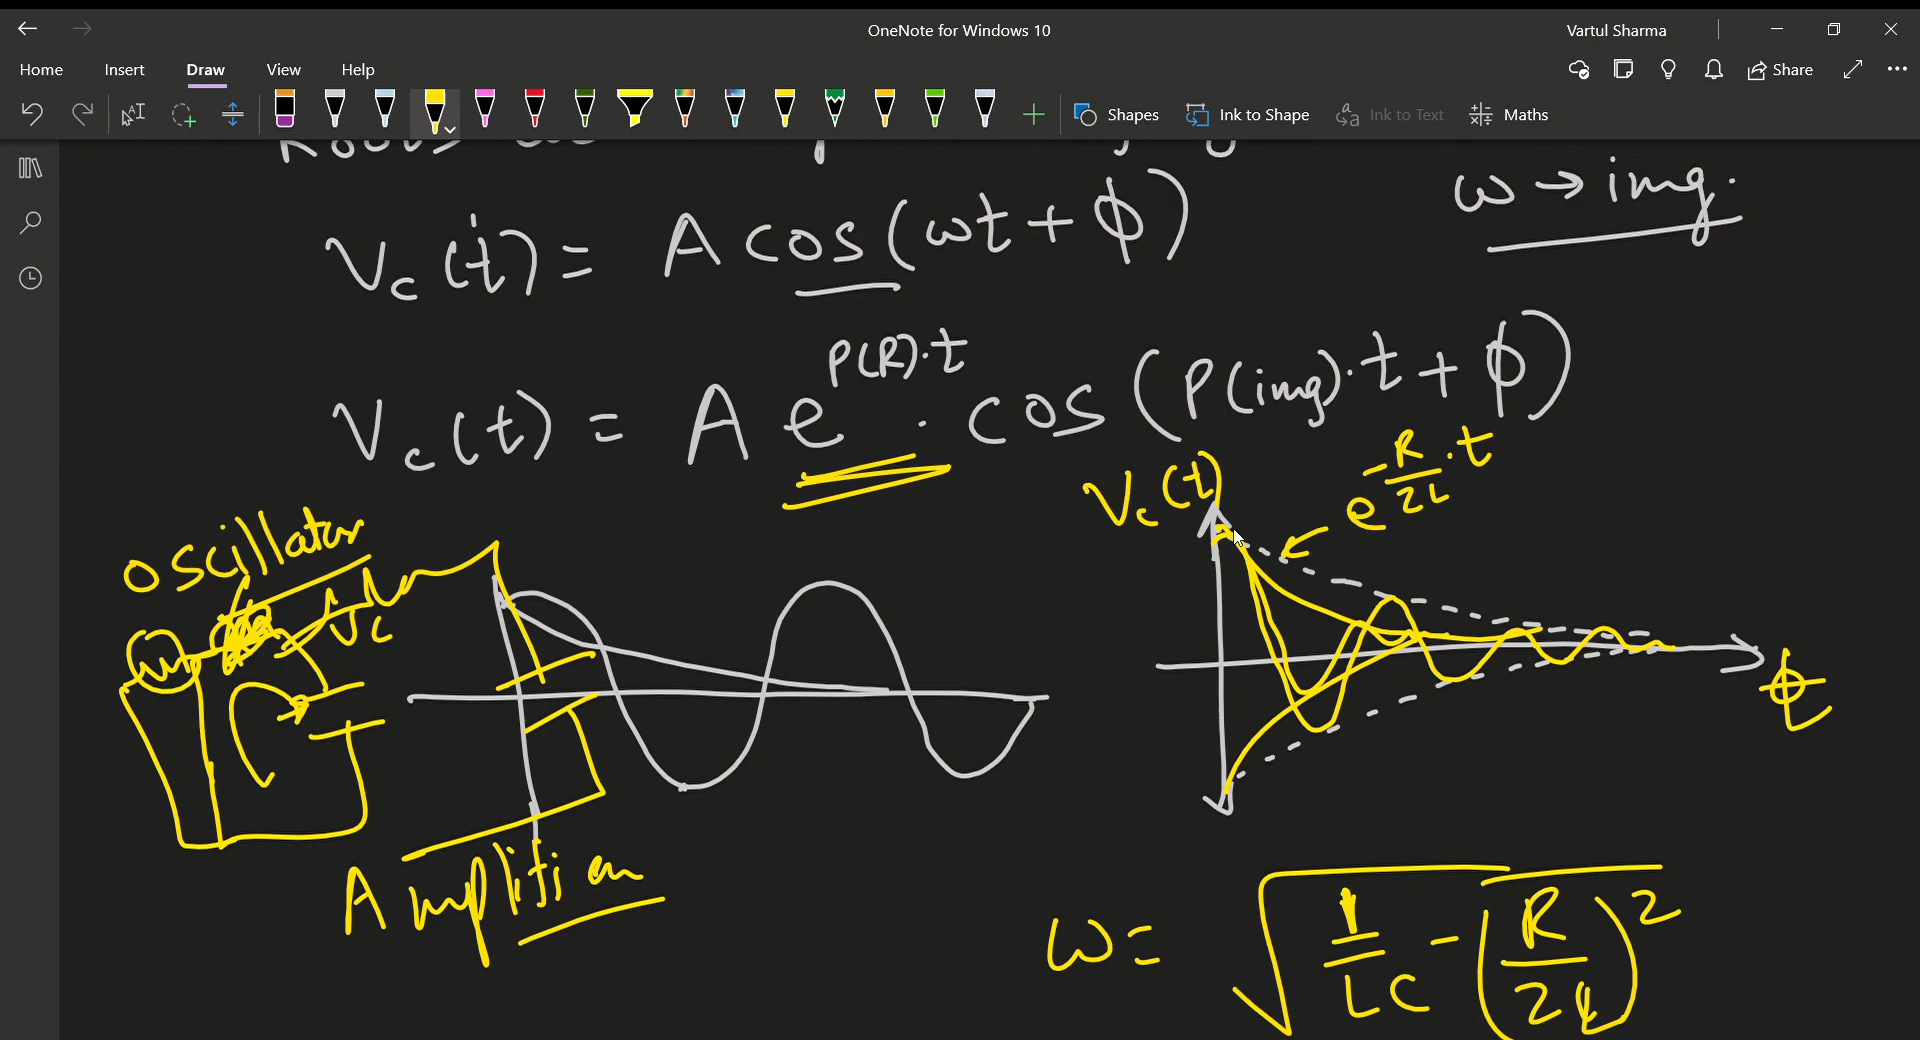 OneNote for Windows 10
Vartul Sharma
Home Insert Draw View Help
Share
Shapes Ink to Shape Ink to Text Maths
ω → img.
Vc(t) = A cos(ωt + ϕ)
Vc(t) = A e^{P(R)·t} · cos(P(img)·t + ϕ)
Vc(t)
e^{-R/2L · t}
oscillator
Vc
t
Amplifier
ω = √(1/LC - (R/2L)^2)